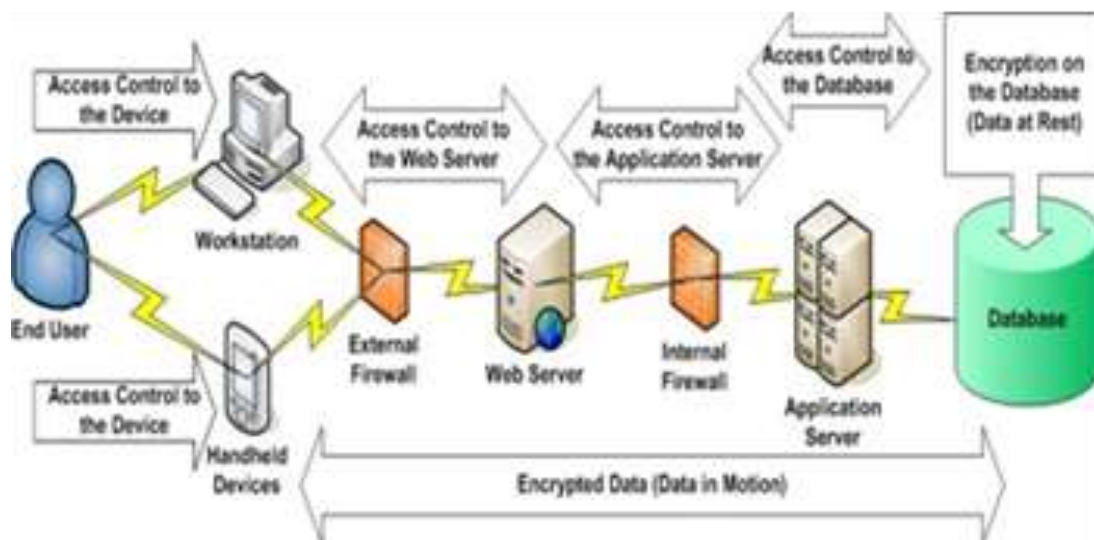 Access Control to
the Device
Access Control to
the Web Server
Access Control to
the Application Server
Access Control to
the Database
Encryption on
the Database
(Data at Rest)
End User
Workstation
External
Firewall
Web Server
Internal
Firewall
Application
Server
Database
Access Control to
the Device
Handheld
Devices
Encrypted Data (Data in Motion)